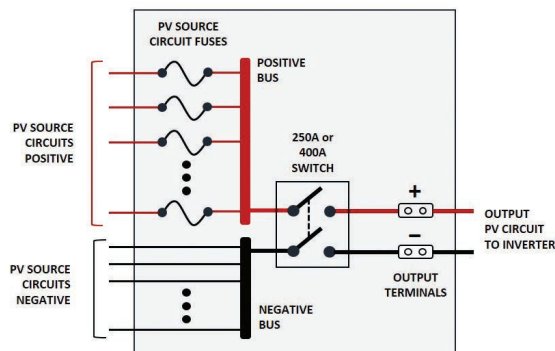 PV SOURCE
CIRCUIT FUSES
POSITIVE
BUS
PV SOURCE
CIRCUITS
POSITIVE
250A or
400A
SWITCH
+
OUTPUT
PV CIRCUIT
TO INVERTER
−
PV SOURCE
CIRCUITS
NEGATIVE
OUTPUT
TERMINALS
NEGATIVE
BUS